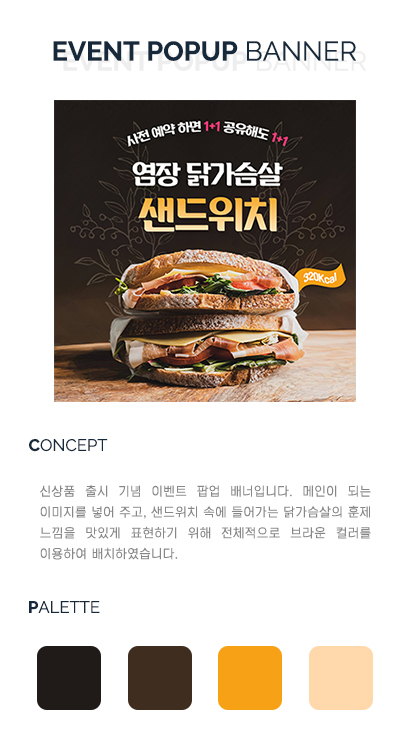 EVENT POPUP BANNER
사전 예약 하면 1+1 공유해도 1+1
염장 닭가슴살
샌드위치
320Kcal
CONCEPT
신상품 출시 기념 이벤트 팝업 배너입니다. 메인이 되는
이미지를 넣어 주고, 샌드위치 속에 들어가는 닭가슴살의 훈제
느낌을 맛있게 표현하기 위해 전체적으로 브라운 컬러를
이용하여 배치하였습니다.
PALETTE